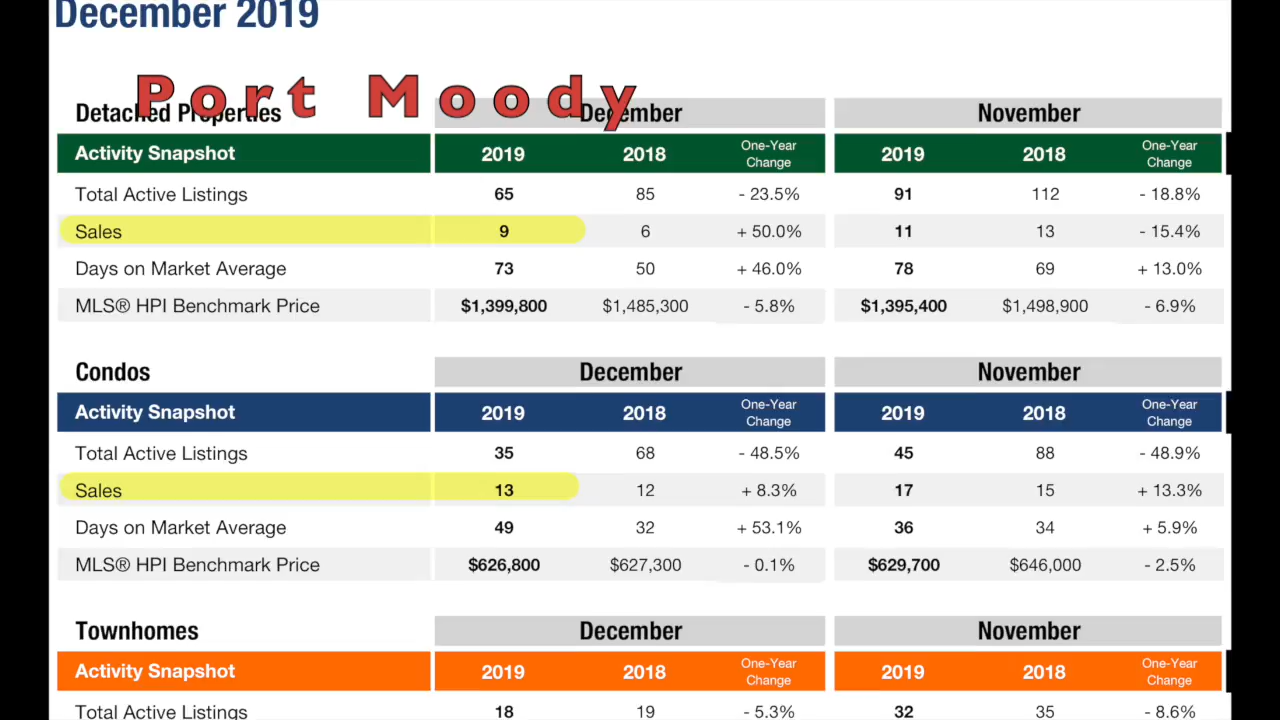 December 2019
Port Moody
Detached Properties December November
Activity Snapshot 2019 2018 One-Year Change 2019 2018 One-Year Change
Total Active Listings 65 85 - 23.5% 91 112 - 18.8%
Sales 9 6 + 50.0% 11 13 - 15.4%
Days on Market Average 73 50 + 46.0% 78 69 + 13.0%
MLS® HPI Benchmark Price $1,399,800 $1,485,300 - 5.8% $1,395,400 $1,498,900 - 6.9%
Condos December November
Activity Snapshot 2019 2018 One-Year Change 2019 2018 One-Year Change
Total Active Listings 35 68 - 48.5% 45 88 - 48.9%
Sales 13 12 + 8.3% 17 15 + 13.3%
Days on Market Average 49 32 + 53.1% 36 34 + 5.9%
MLS® HPI Benchmark Price $626,800 $627,300 - 0.1% $629,700 $646,000 - 2.5%
Townhomes December November
Activity Snapshot 2019 2018 One-Year Change 2019 2018 One-Year Change
Total Active Listings 18 19 - 5.3% 32 35 - 8.6%